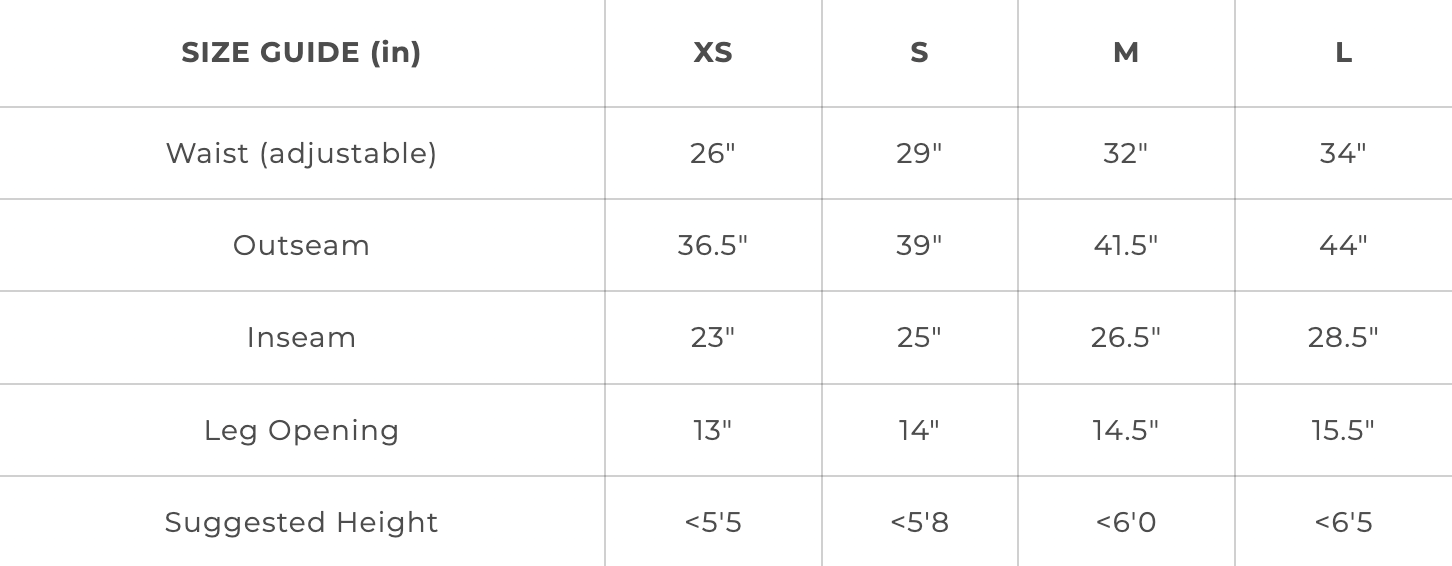 SIZE GUIDE (in) XS S M L
Waist (adjustable) 26" 29" 32" 34"
Outseam 36.5" 39" 41.5" 44"
Inseam 23" 25" 26.5" 28.5"
Leg Opening 13" 14" 14.5" 15.5"
Suggested Height <5'5 <5'8 <6'0 <6'5